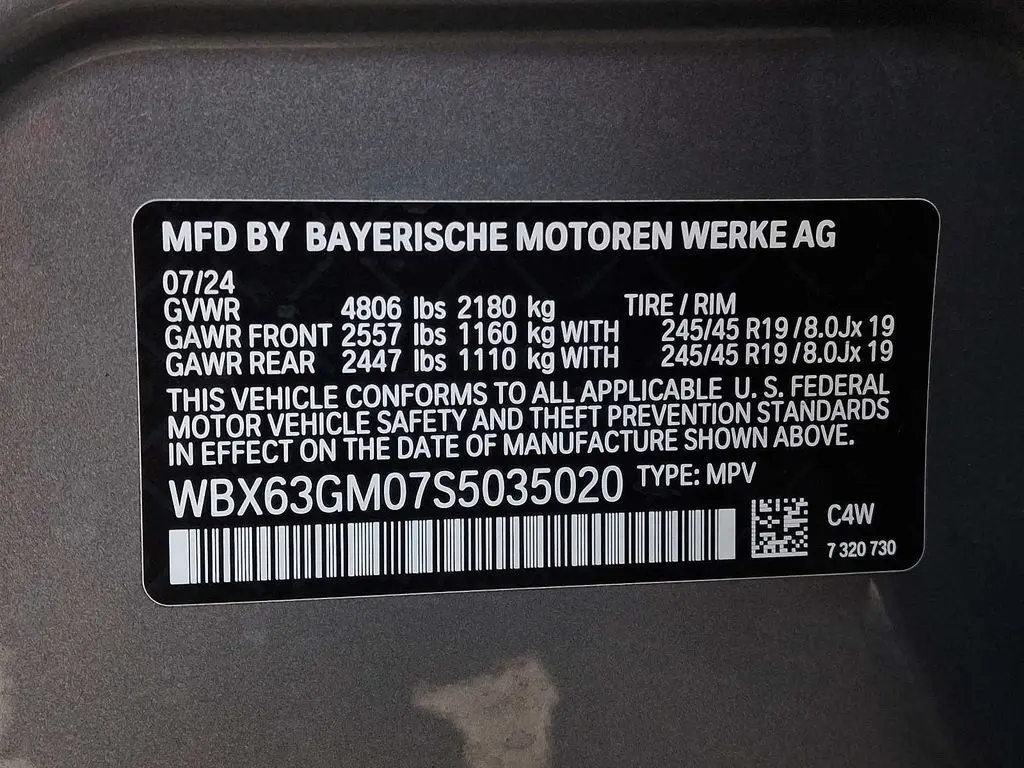 MFD BY BAYERISCHE MOTOREN WERKE AG
07/24
GVWR 4806 lbs 2180 kg TIRE / RIM
GAWR FRONT 2557 lbs 1160 kg WITH 245/45 R19 / 8.0Jx 19
GAWR REAR 2447 lbs 1110 kg WITH 245/45 R19 / 8.0Jx 19
THIS VEHICLE CONFORMS TO ALL APPLICABLE U. S. FEDERAL
MOTOR VEHICLE SAFETY AND THEFT PREVENTION STANDARDS
IN EFFECT ON THE DATE OF MANUFACTURE SHOWN ABOVE.
WBX63GM07S5035020 TYPE: MPV
C4W
7 320 730